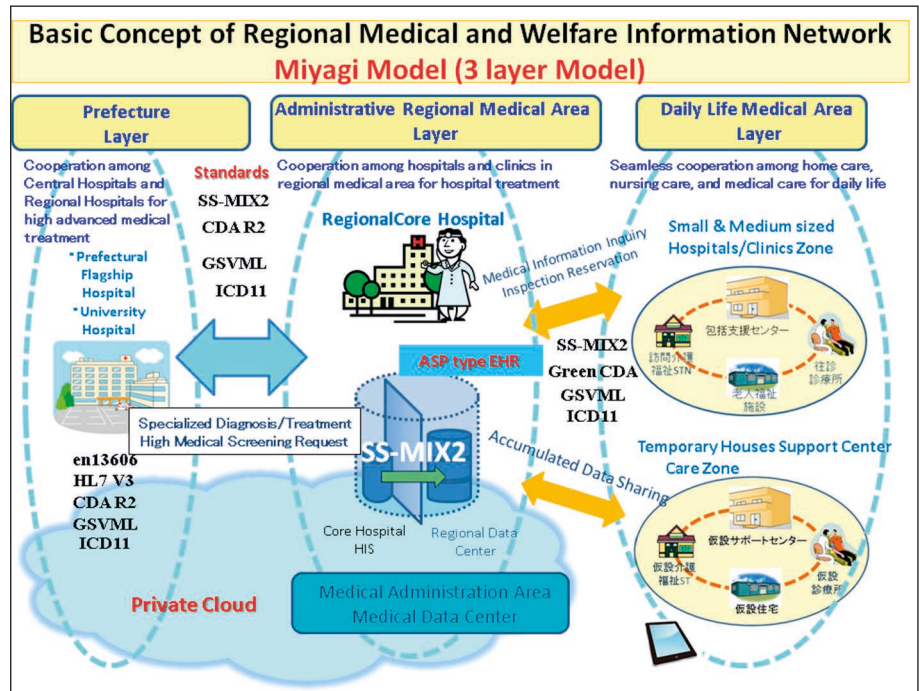 Basic Concept of Regional Medical and Welfare Information Network
Miyagi Model (3 layer Model)
Prefecture
Layer
Cooperation among
Central Hospitals and
Regional Hospitals for
high advanced medical
treatment
*Prefectural
Flagship
Hospital
*University
Hospital
en13606
HL7 V3
CDA R2
GSVML
ICD11
Standards
SS-MIX2
CDA R2
GSVML
ICD11
Specialized Diagnosis/Treatment
High Medical Screening Request
Private Cloud
Administrative Regional Medical Area
Layer
Cooperation among hospitals and clinics in
regional medical area for hospital treatment
RegionalCore Hospital
H
ASP type EHR
SS-MIX2
Core Hospital
HIS
Regional Data
Center
Medical Administration Area
Medical Data Center
Medical Information Inquiry
Inspection Reservation
SS-MIX2
Green CDA
GSVML
ICD11
Accumulated Data Sharing
Daily Life Medical Area
Layer
Seamless cooperation among home care,
nursing care, and medical care for daily life
Small & Medium sized
Hospitals/Clinics Zone
包括支援センター
訪問介護
福祉STN
往診
診療所
老人福祉
施設
Temporary Houses Support Center
Care Zone
仮設サポートセンター
仮設介護
福祉ST
仮設
診療所
仮設住宅